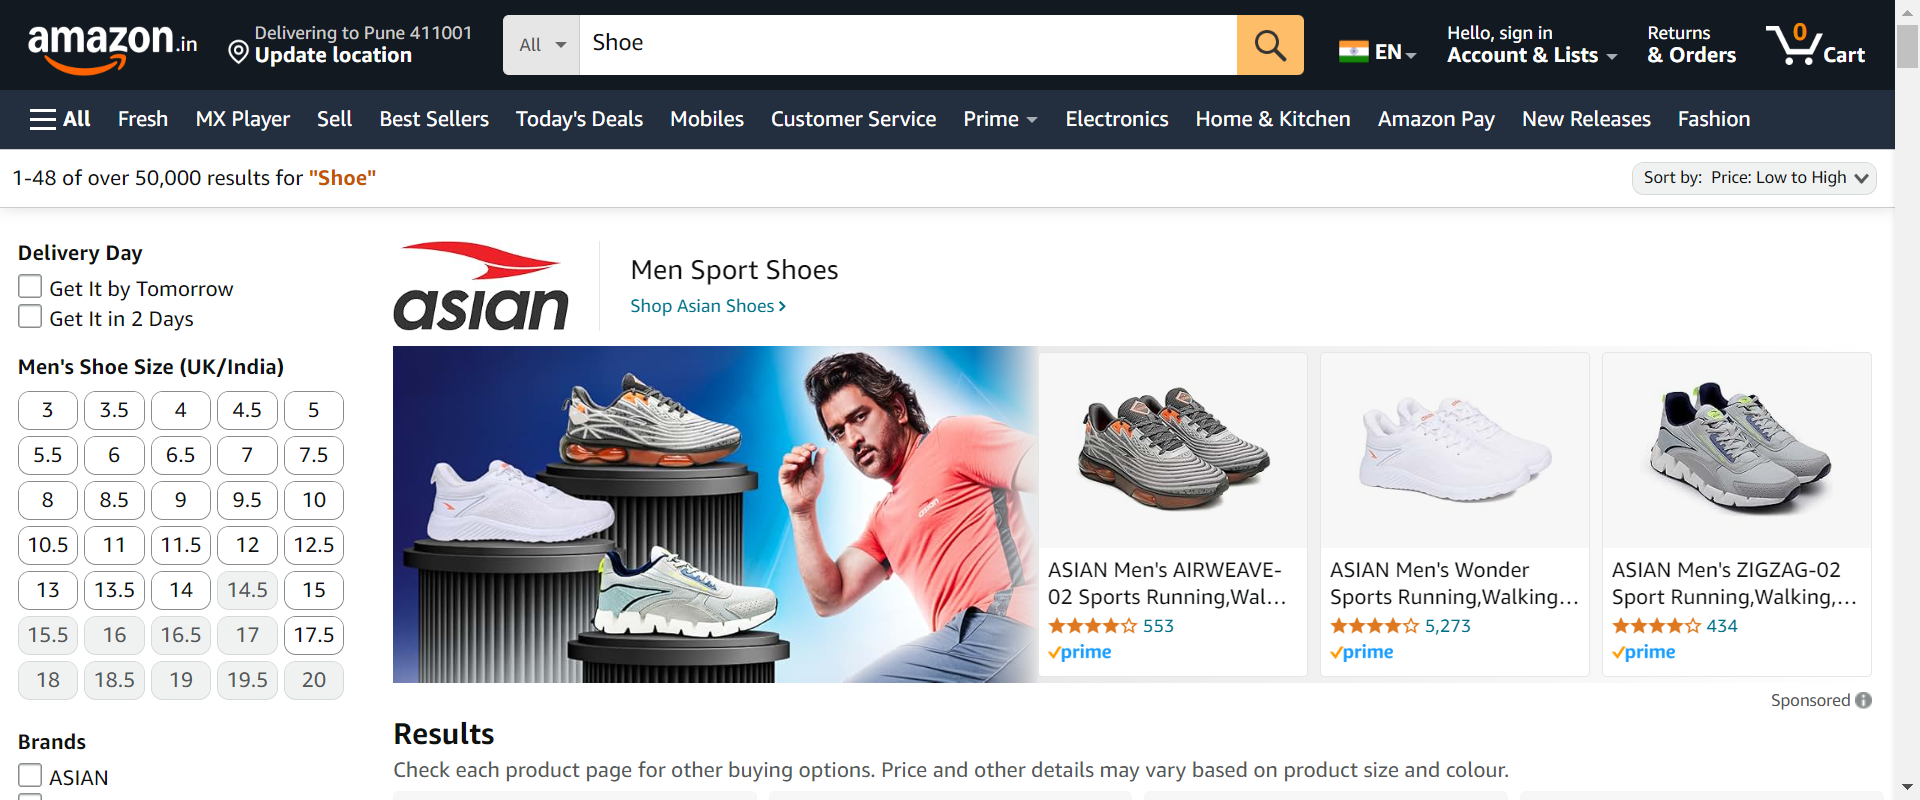 amazon.in
Delivering to Pune 411001
Update location
All
Shoe
EN
Hello, sign in
Account & Lists
Returns
& Orders
0
Cart
All
Fresh
MX Player
Sell
Best Sellers
Today's Deals
Mobiles
Customer Service
Prime
Electronics
Home & Kitchen
Amazon Pay
New Releases
Fashion
1-48 of over 50,000 results for "Shoe"
Sort by: Price: Low to High
Delivery Day
Get It by Tomorrow
Get It in 2 Days
Men's Shoe Size (UK/India)
3 3.5 4 4.5 5
5.5 6 6.5 7 7.5
8 8.5 9 9.5 10
10.5 11 11.5 12 12.5
13 13.5 14 14.5 15
15.5 16 16.5 17 17.5
18 18.5 19 19.5 20
Brands
ASIAN
asian
Men Sport Shoes
Shop Asian Shoes ›
asian
ASIAN Men's AIRWEAVE-
02 Sports Running,Wal...
553
prime
ASIAN Men's Wonder
Sports Running,Walking...
5,273
prime
ASIAN Men's ZIGZAG-02
Sport Running,Walking,...
434
prime
Sponsored
Results
Check each product page for other buying options. Price and other details may vary based on product size and colour.